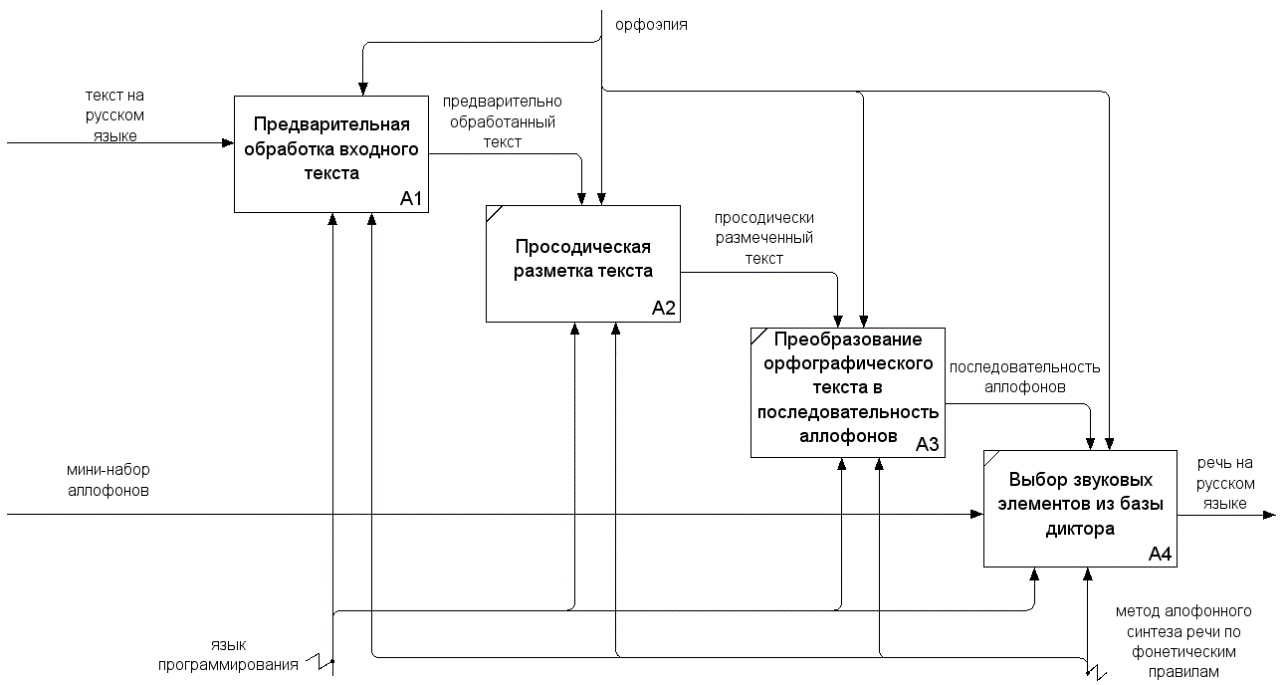 орфоэпия
текст на
русском
языке
Предварительная
обработка входного
текста
A1
предварительно
обработанный
текст
Просодическая
разметка текста
A2
просодически
размеченный
текст
Преобразование
орфографического
текста в
последовательность
аллофонов
A3
последовательность
аллофонов
мини-набор
аллофонов
Выбор звуковых
элементов из базы
диктора
A4
речь на
русском
языке
язык
программирования
метод алофонного
синтеза речи по
фонетическим
правилам